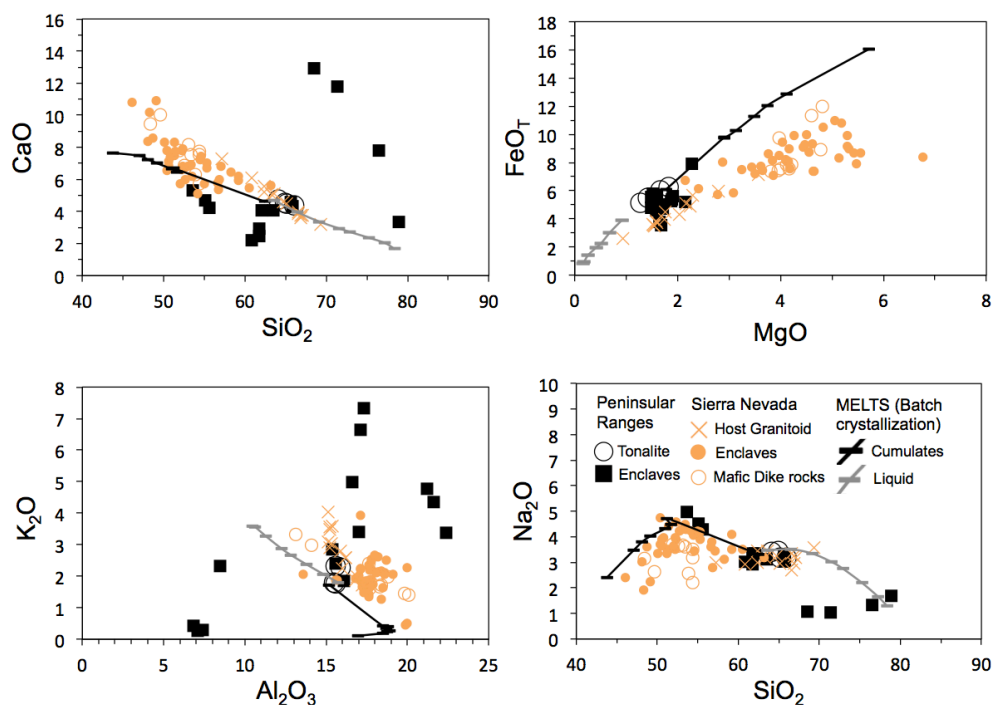 CaO
16
14
12
10
8
6
4
2
0
40 50 60 70 80 90
SiO₂
FeO_T
18
16
14
12
10
8
6
4
2
0
0 2 4 6 8
MgO
K₂O
8
7
6
5
4
3
2
1
0
0 5 10 15 20 25
Al₂O₃
Na₂O
10
9
8
7
6
5
4
3
2
1
0
40 50 60 70 80 90
SiO₂
Peninsular
Ranges
Tonalite
Enclaves
Sierra Nevada
Host Granitoid
Enclaves
Mafic Dike rocks
MELTS (Batch
crystallization)
Cumulates
Liquid